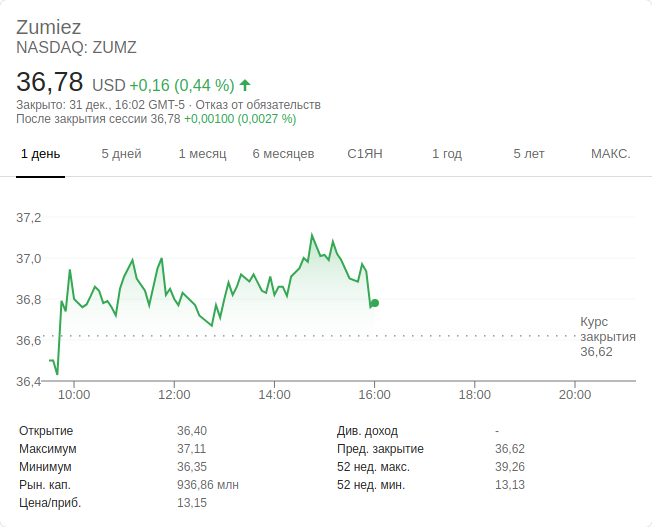 Zumiez
NASDAQ: ZUMZ
36,78 USD +0,16 (0,44 %)
Закрыто: 31 дек., 16:02 GMT-5 · Отказ от обязательств
После закрытия сессии 36,78 +0,00100 (0,0027 %)
1 день 5 дней 1 месяц 6 месяцев С1ЯН 1 год 5 лет МАКС.
37,2
37,0
36,8
36,6
36,4
Курс
закрытия
36,62
10:00 12:00 14:00 16:00 18:00 20:00
Открытие 36,40 Див. доход -
Максимум 37,11 Пред. закрытие 36,62
Минимум 36,35 52 нед. макс. 39,26
Рын. кап. 936,86 млн 52 нед. мин. 13,13
Цена/приб. 13,15